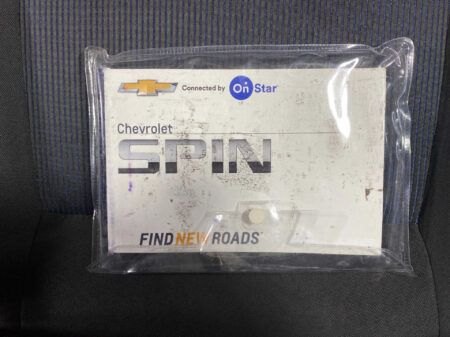 Connected by OnStar
Chevrolet
SPIN
FIND NEW ROADS